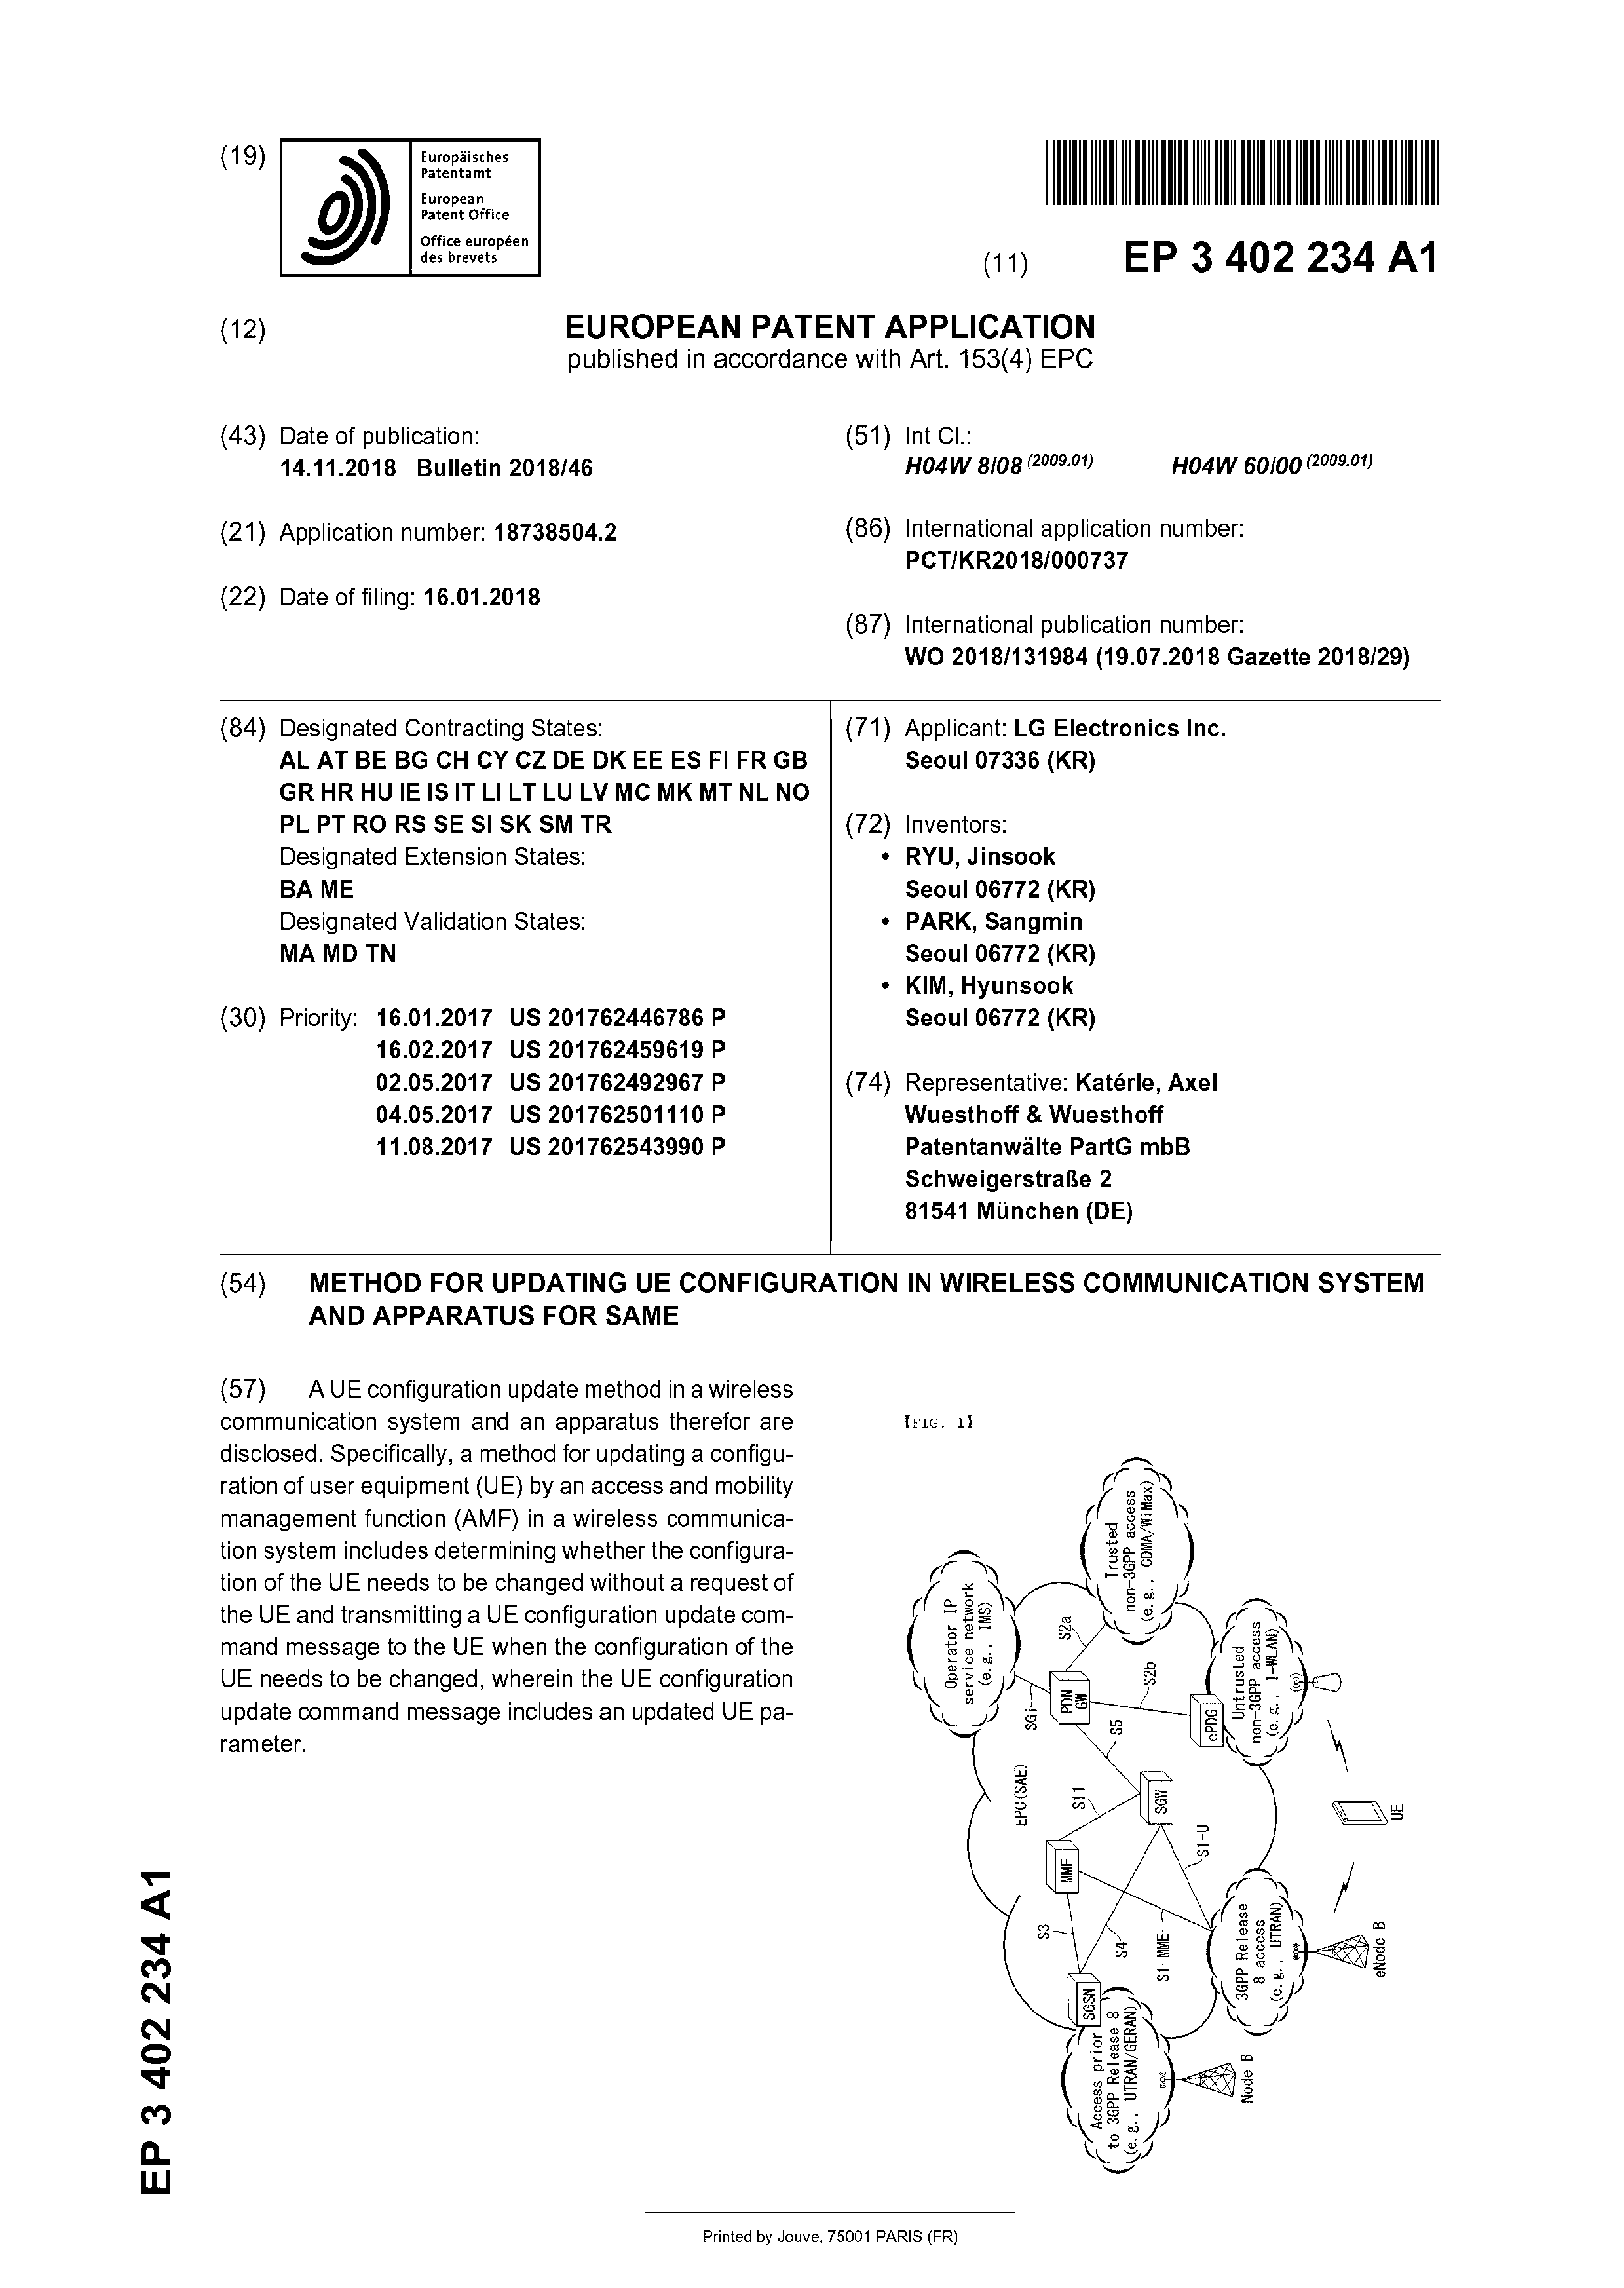 (19)
Europäisches
Patentamt
European
Patent Office
Office européen
des brevets
(11) EP 3 402 234 A1
(12) EUROPEAN PATENT APPLICATION
published in accordance with Art. 153(4) EPC
(43) Date of publication:
14.11.2018 Bulletin 2018/46
(21) Application number: 18738504.2
(22) Date of filing: 16.01.2018
(51) Int Cl.:
H04W 8/08 (2009.01) H04W 60/00 (2009.01)
(86) International application number:
PCT/KR2018/000737
(87) International publication number:
WO 2018/131984 (19.07.2018 Gazette 2018/29)
(84) Designated Contracting States:
AL AT BE BG CH CY CZ DE DK EE ES FI FR GB
GR HR HU IE IS IT LI LT LU LV MC MK MT NL NO
PL PT RO RS SE SI SK SM TR
Designated Extension States:
BA ME
Designated Validation States:
MA MD TN
(30) Priority: 16.01.2017 US 201762446786 P
16.02.2017 US 201762459619 P
02.05.2017 US 201762492967 P
04.05.2017 US 201762501110 P
11.08.2017 US 201762543990 P
(71) Applicant: LG Electronics Inc.
Seoul 07336 (KR)
(72) Inventors:
• RYU, Jinsook
Seoul 06772 (KR)
• PARK, Sangmin
Seoul 06772 (KR)
• KIM, Hyunsook
Seoul 06772 (KR)
(74) Representative: Katérle, Axel
Wuesthoff & Wuesthoff
Patentanwälte PartG mbB
Schweigerstraße 2
81541 München (DE)
(54) METHOD FOR UPDATING UE CONFIGURATION IN WIRELESS COMMUNICATION SYSTEM
AND APPARATUS FOR SAME
(57) A UE configuration update method in a wireless
communication system and an apparatus therefor are
disclosed. Specifically, a method for updating a configu-
ration of user equipment (UE) by an access and mobility
management function (AMF) in a wireless communica-
tion system includes determining whether the configura-
tion of the UE needs to be changed without a request of
the UE and transmitting a UE configuration update com-
mand message to the UE when the configuration of the
UE needs to be changed, wherein the UE configuration
update command message includes an updated UE pa-
rameter.
[FIG. 1]
Operator IP
service network
(e.g., IMS)
Trusted
non-3GPP access
(e.g., CDMA/WiMax)
Untrusted
non-3GPP access
(e.g., I-WLAN)
EPC(SAE)
SGi
S2a
S2b
PDN
GW
ePDG
S5
S11
SGW
MME
S1-U
S3
S4
S1-MME
SGSN
Access prior
to 3GPP Release 8
(e.g., UTRAN/GERAN)
3GPP Release
8 access
(e.g., UTRAN)
UE
eNode B
Node B
EP 3 402 234 A1
Printed by Jouve, 75001 PARIS (FR)